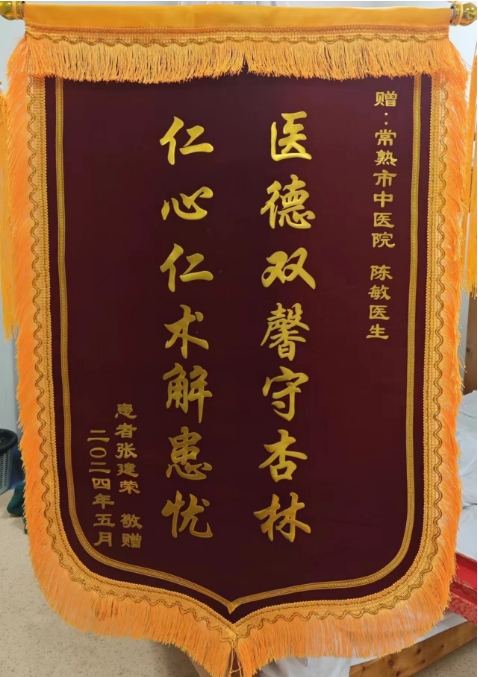 赠：常熟市中医院 陈敏医生
医德双馨守杏林
仁心仁术解患忧
患者张建荣 敬赠
二〇二四年五月